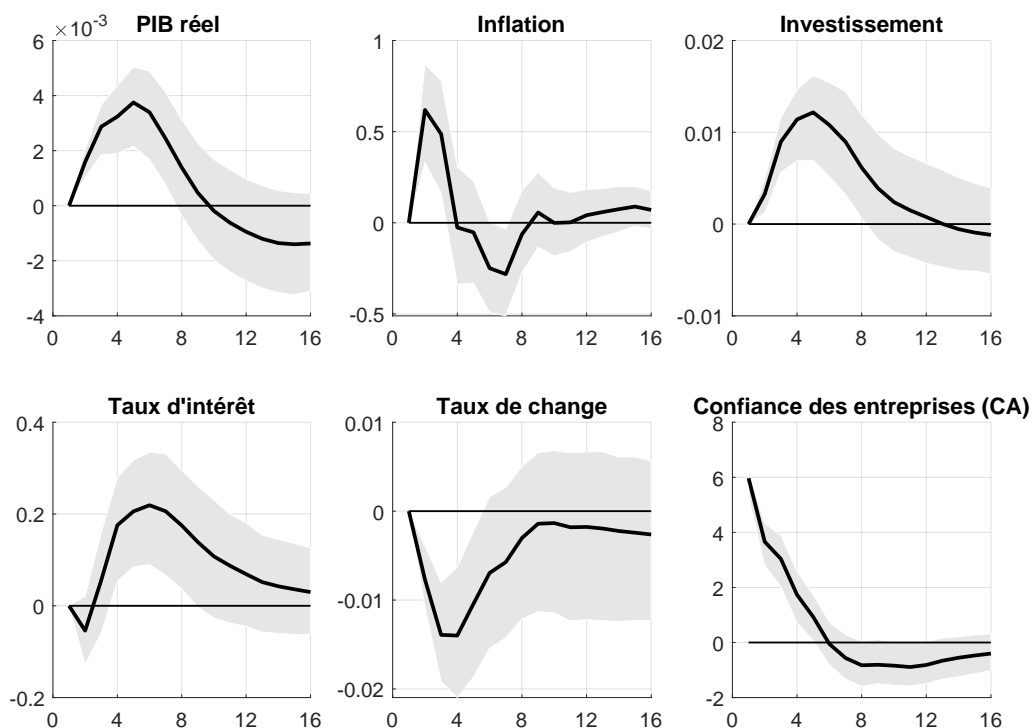 PIB réel
×10-3
6
4
2
0
-2
-4
0 4 8 12 16
Inflation
1
0.5
0
-0.5
0 4 8 12 16
Investissement
0.02
0.01
0
-0.01
0 4 8 12 16
Taux d'intérêt
0.4
0.2
0
-0.2
0 4 8 12 16
Taux de change
0.01
0
-0.01
-0.02
0 4 8 12 16
Confiance des entreprises (CA)
8
6
4
2
0
-2
0 4 8 12 16